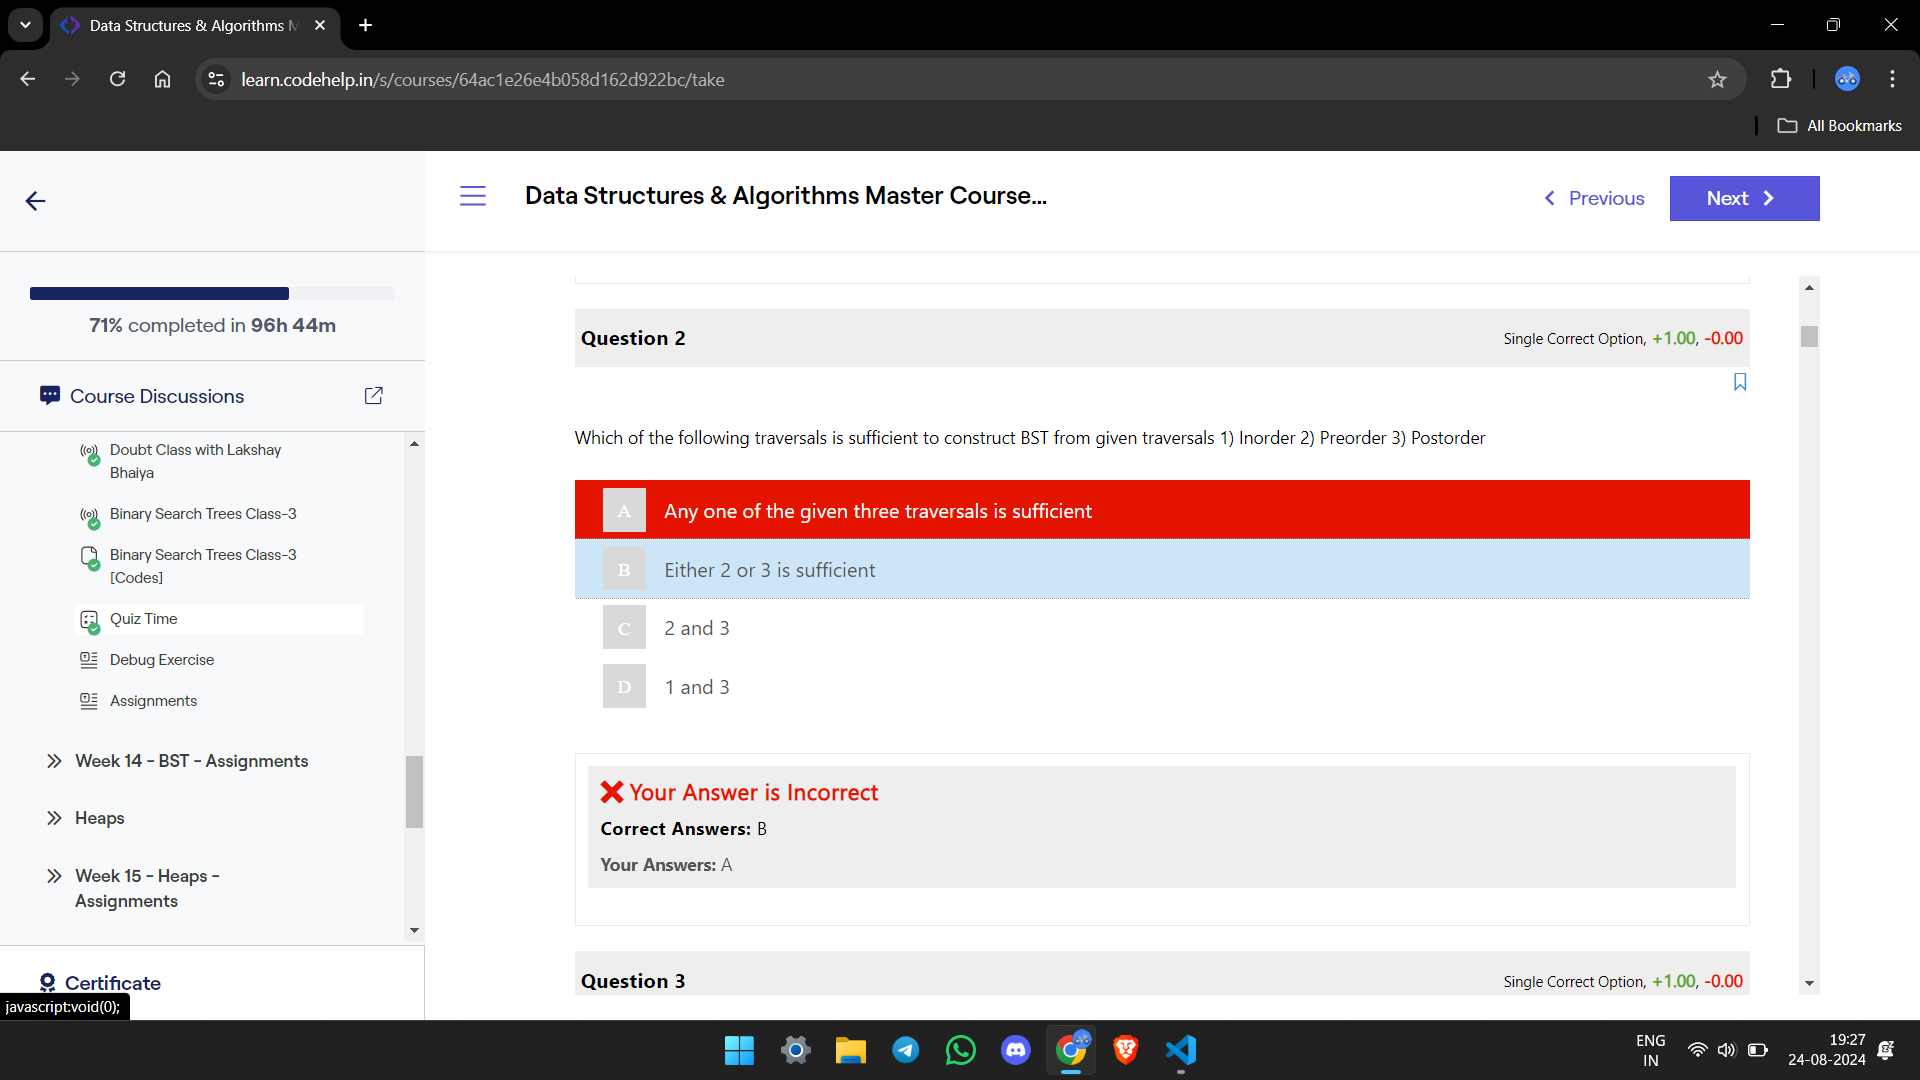 Data Structures & Algorithms M
learn.codehelp.in/s/courses/64ac1e26e4b058d162d922bc/take
All Bookmarks
Data Structures & Algorithms Master Course...
Previous
Next
71% completed in 96h 44m
Course Discussions
Doubt Class with Lakshay
Bhaiya
Binary Search Trees Class-3
Binary Search Trees Class-3
[Codes]
Quiz Time
Debug Exercise
Assignments
Week 14 - BST - Assignments
Heaps
Week 15 - Heaps -
Assignments
Certificate
javascript:void(0);
Question 2
Single Correct Option, +1.00, -0.00
Which of the following traversals is sufficient to construct BST from given traversals 1) Inorder 2) Preorder 3) Postorder
A Any one of the given three traversals is sufficient
B Either 2 or 3 is sufficient
C 2 and 3
D 1 and 3
Your Answer is Incorrect
Correct Answers: B
Your Answers: A
Question 3
Single Correct Option, +1.00, -0.00
ENG
IN
19:27
24-08-2024